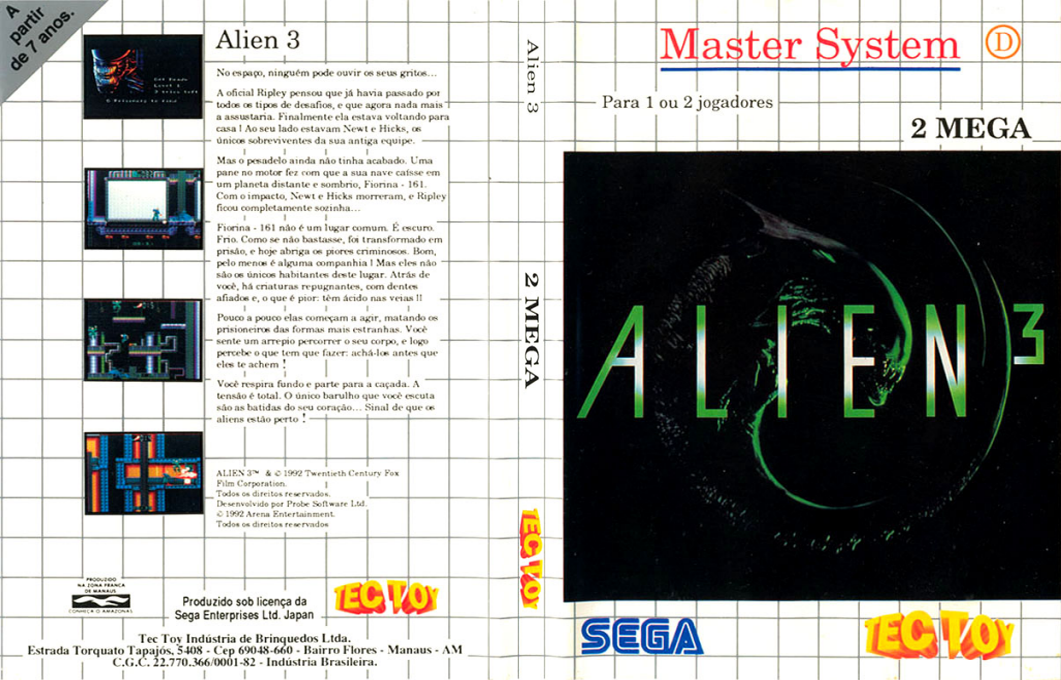 A
partir
de 7 anos.
Alien 3
No espaço, ninguém pode ouvir os seus gritos...
A oficial Ripley pensou que já havia passado por
todos os tipos de desafios, e que agora nada mais
a assustaria. Finalmente ela estava voltando para
casa ! Ao seu lado estavam Newt e Hicks, os
únicos sobreviventes da sua antiga equipe.
Mas o pesadelo ainda não tinha acabado. Uma
pane no motor fez com que a sua nave caísse em
um planeta distante e sombrio, Fiorina - 161.
Com o impacto, Newt e Hicks morreram, e Ripley
ficou completamente sozinha...
Fiorina - 161 não é um lugar comum. É escuro.
Frio. Como se não bastasse, foi transformado em
prisão, e hoje abriga os piores criminosos. Bom,
pelo menos é alguma companhia ! Mas eles não
são os únicos habitantes deste lugar. Atrás de
você, há criaturas repugnantes, com dentes
afiados e, o que é pior: têm ácido nas veias !!
Pouco a pouco elas começam a agir, matando os
prisioneiros das formas mais estranhas. Você
sente um arrepio percorrer o seu corpo, e logo
percebe o que tem que fazer: achá-los antes que
eles te achem !
Você respira fundo e parte para a caçada. A
tensão é total. O único barulho que você escuta
são as batidas do seu coração... Sinal de que os
aliens estão perto !
ALIEN 3™ & © 1992 Twentieth Century Fox
Film Corporation.
Todos os direitos reservados.
Desenvolvido por Probe Software Ltd.
© 1992 Arena Entertainment.
Todos os direitos reservados
PRODUZIDO
NA ZONA FRANCA
DE MANAUS
CONHEÇA O AMAZONAS
Produzido sob licença da
Sega Enterprises Ltd. Japan
TEC TOY
Tec Toy Indústria de Brinquedos Ltda.
Estrada Torquato Tapajós, 5408 - Cep 69048-660 - Bairro Flores - Manaus - AM
C.G.C. 22.770.366/0001-82 - Indústria Brasileira.
Alien 3
2 MEGA
TEC TOY
Master System D
Para 1 ou 2 jogadores
2 MEGA
ALIEN 3
SEGA
TEC TOY